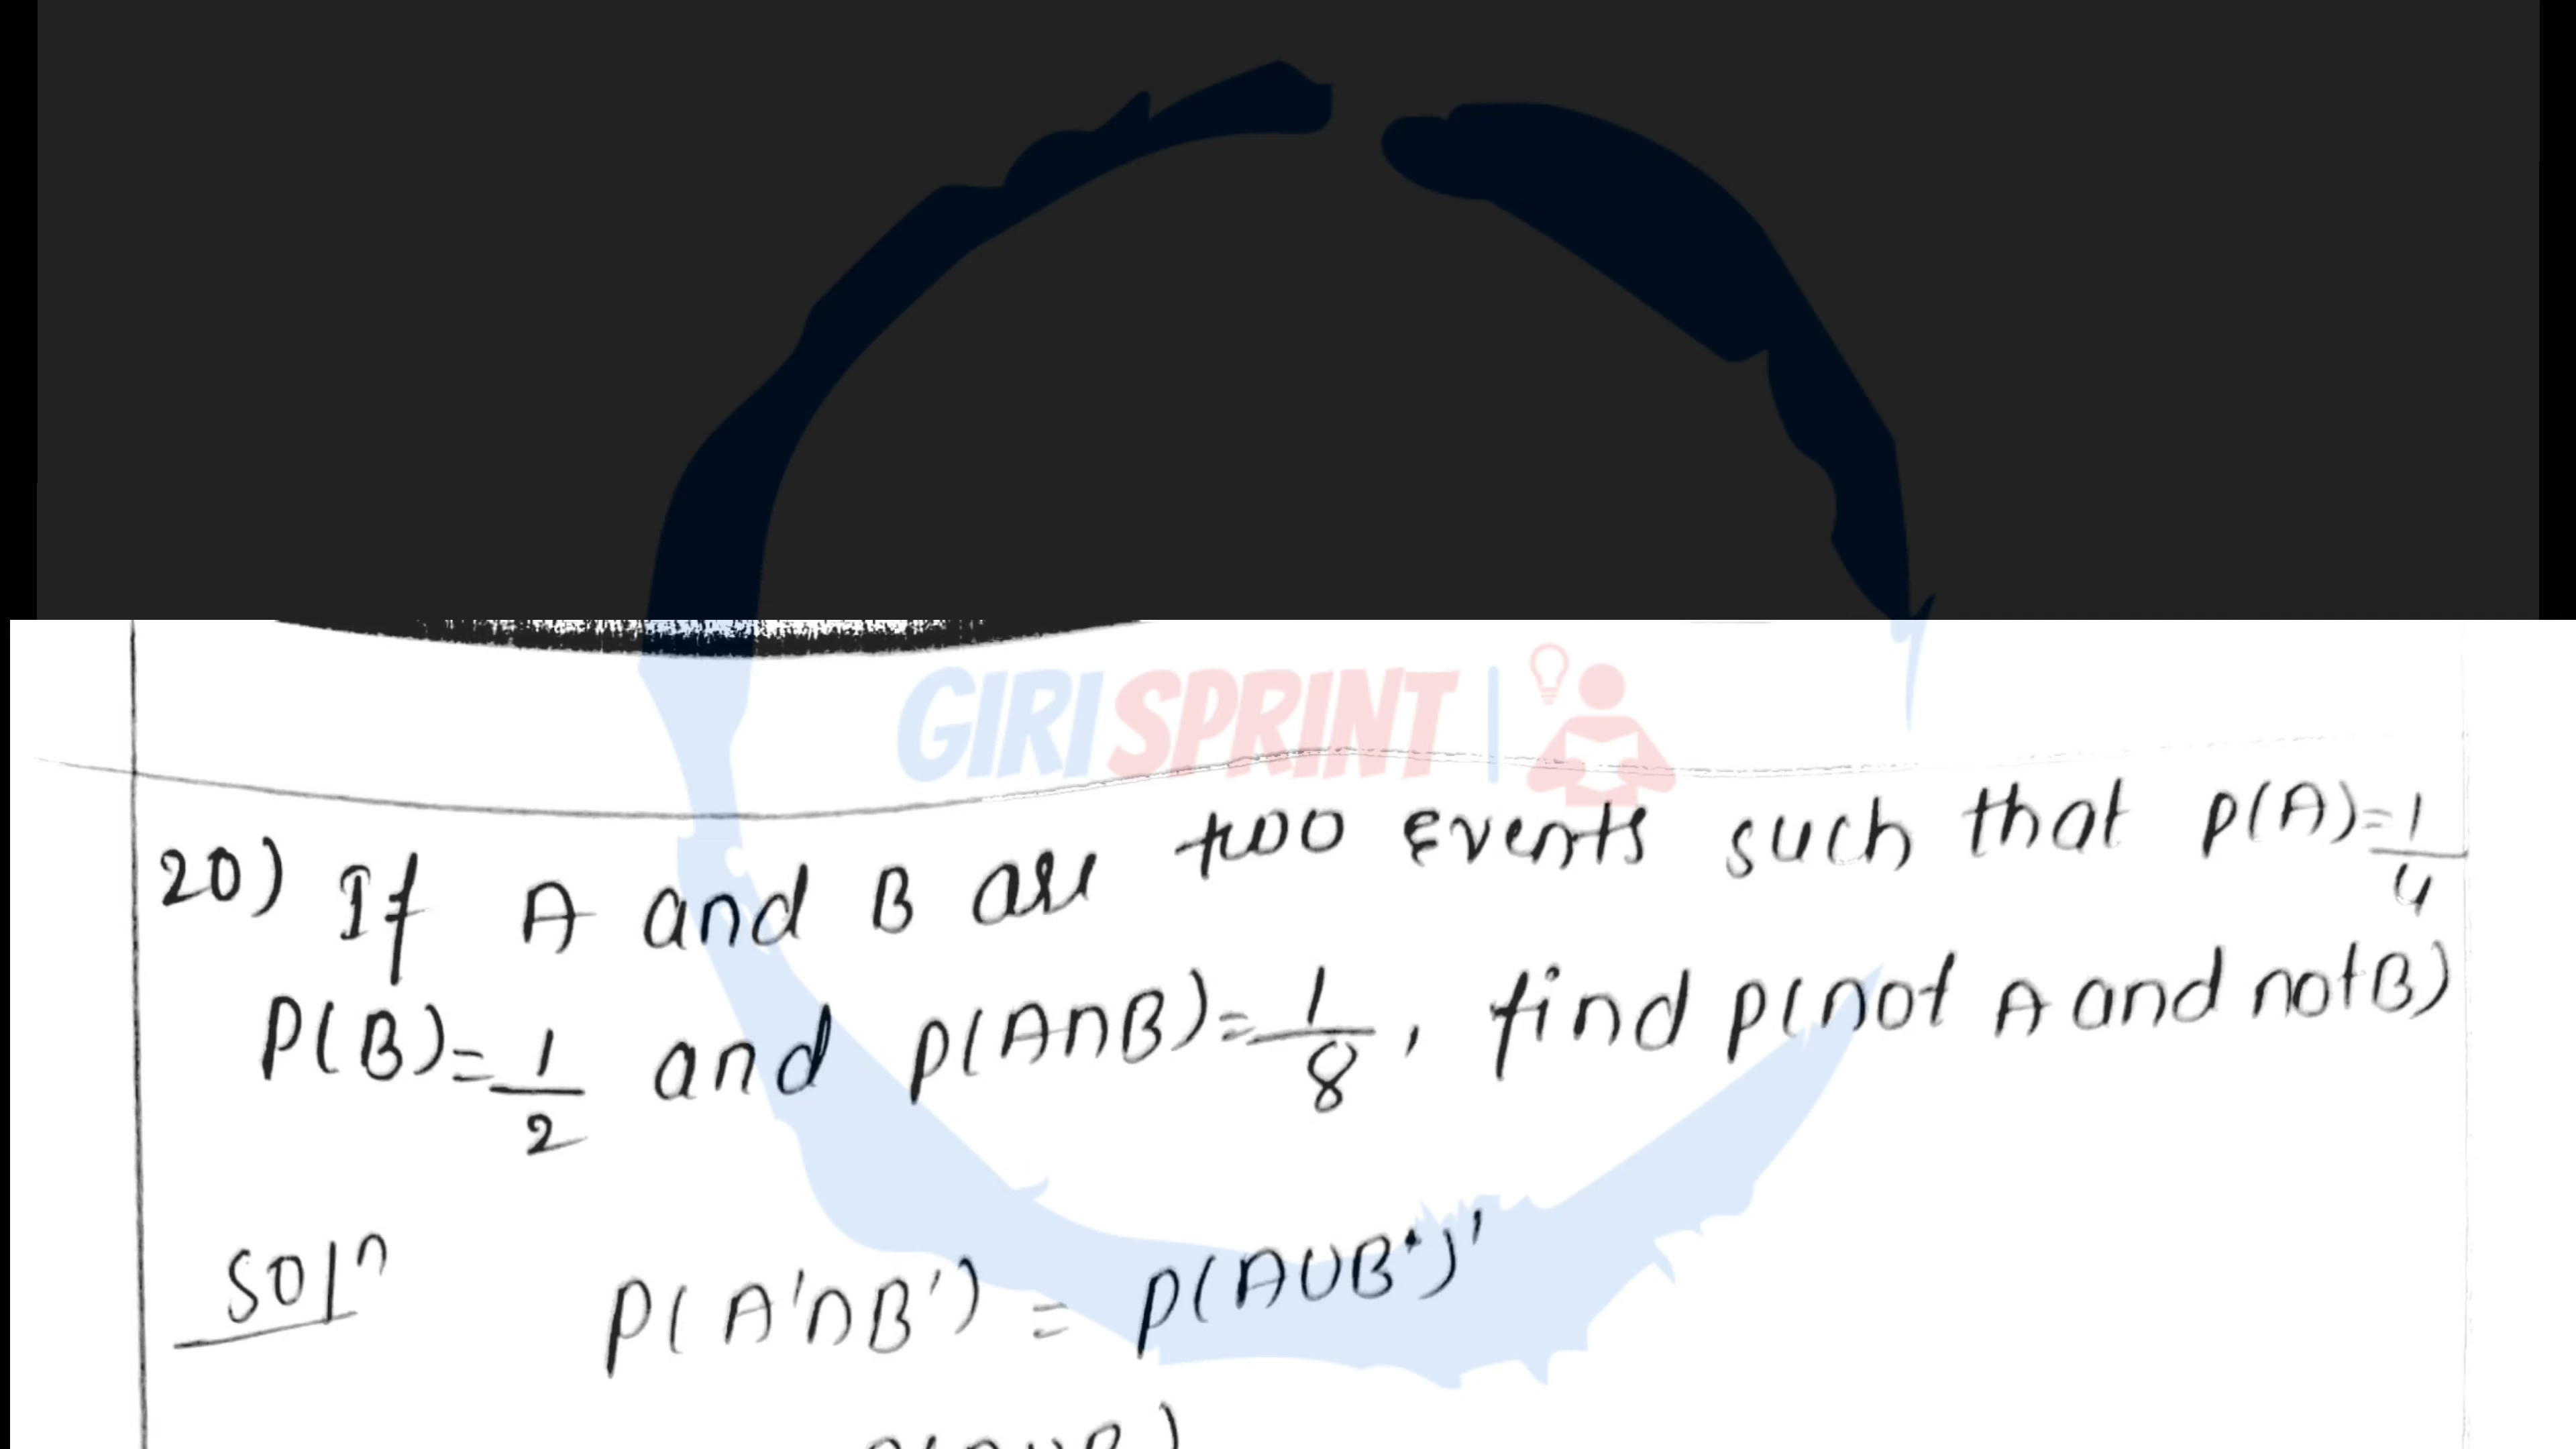 GIRI SPRINT
20) If A and B are two events such that P(A)=1/4
P(B)=1/2 and P(A∩B)=1/8, find P(not A and not B)
Solⁿ P(A'∩B') = P(A∪B')'